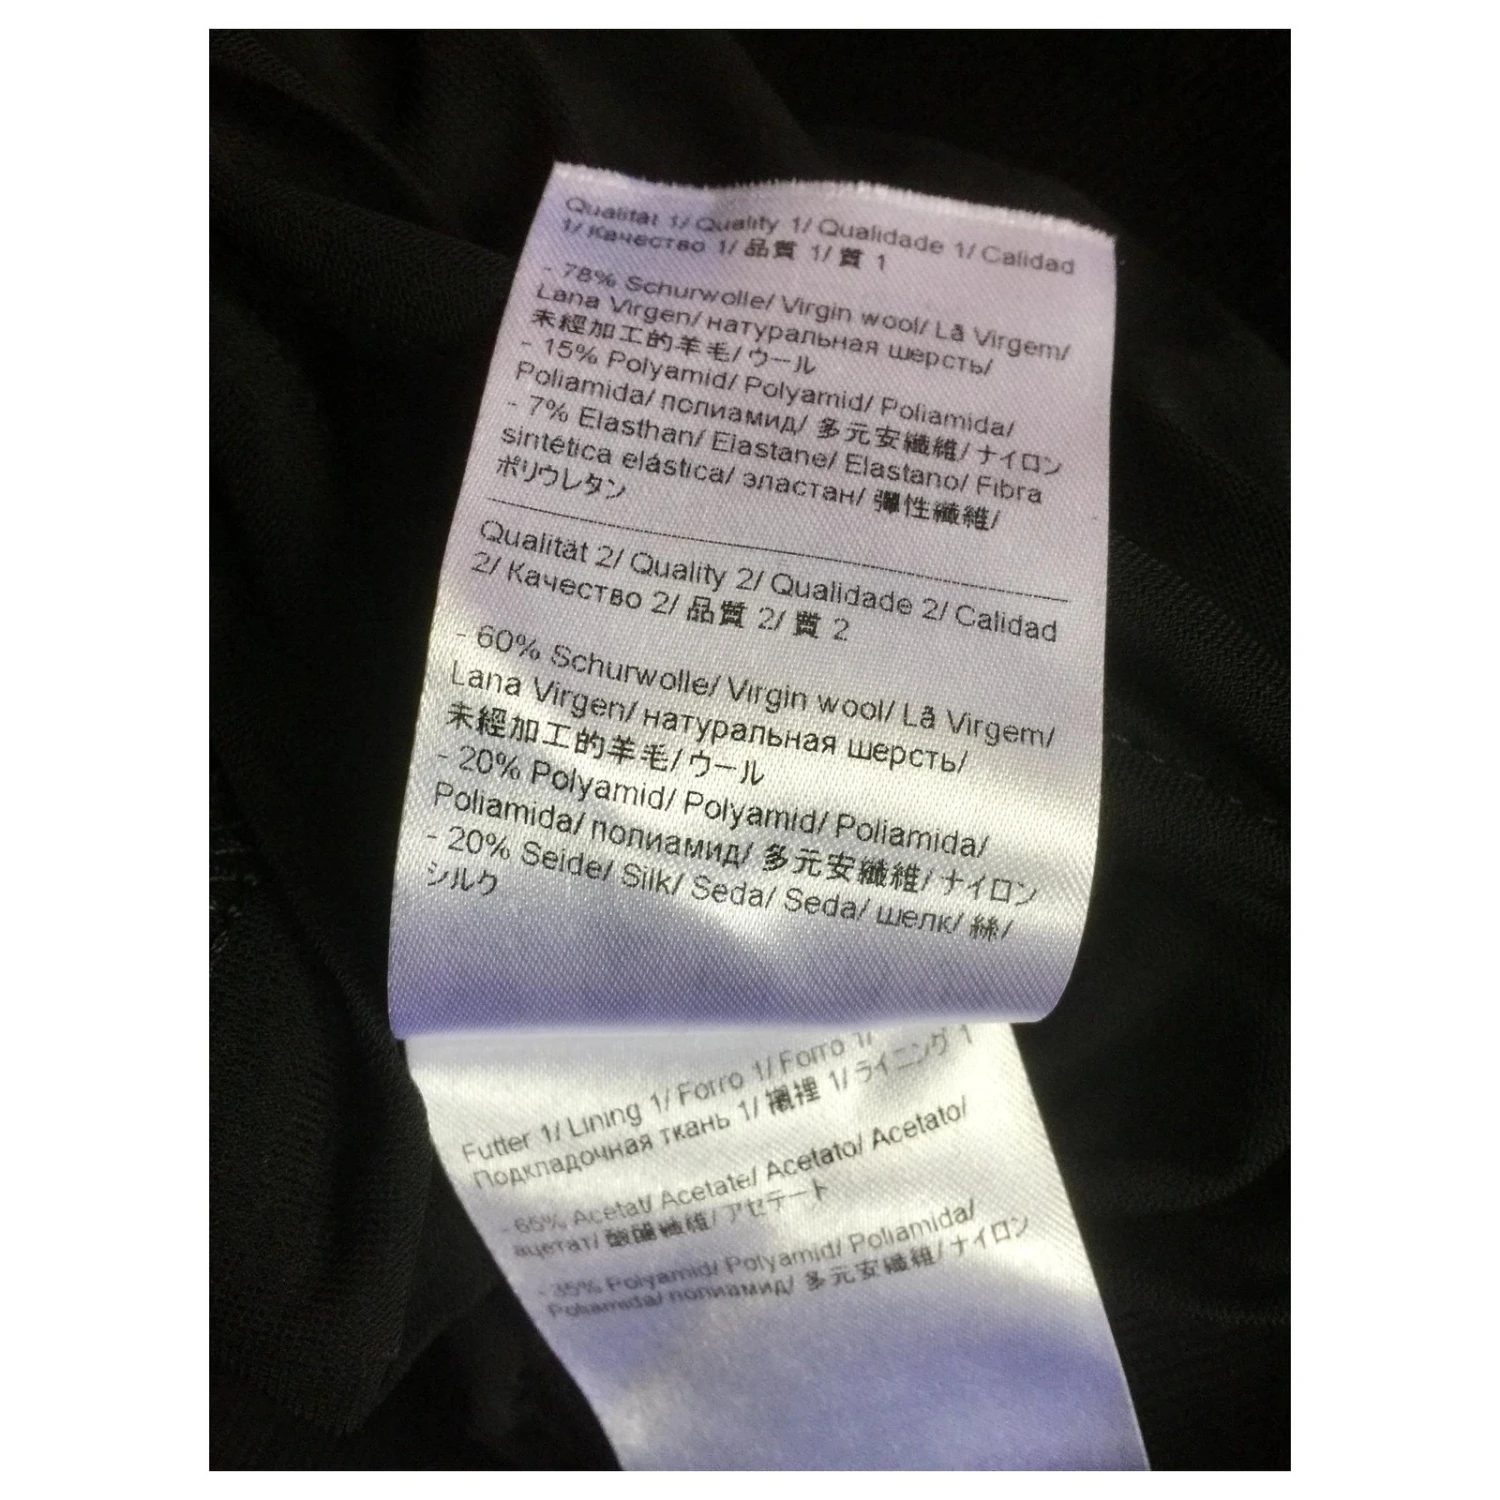 Qualität 1/ Quality 1/ Qualidade 1/ Calidad
1/ Качество 1/ 品質 1/ 質 1
- 78% Schurwolle/ Virgin wool/ Lã Virgem/
Lana Virgen/ натуральная шерсть/
未經加工的羊毛/ ウール
- 15% Polyamid/ Polyamid/ Poliamida/
Poliamida/ полиамид/ 多元安纖維/ ナイロン
- 7% Elasthan/ Elastane/ Elastano/ Fibra
sintética elástica/ эластан/ 彈性纖維/
ポリウレタン
Qualität 2/ Quality 2/ Qualidade 2/ Calidad
2/ Качество 2/ 品質 2/ 質 2
- 60% Schurwolle/ Virgin wool/ Lã Virgem/
Lana Virgen/ натуральная шерсть/
未經加工的羊毛/ ウール
- 20% Polyamid/ Polyamid/ Poliamida/
Poliamida/ полиамид/ 多元安纖維/ ナイロン
- 20% Seide/ Silk/ Seda/ Seda/ шелк/ 絲/
シルク
Futter 1/ Lining 1/ Forro 1/ Forro 1/
Подкладочная ткань 1/ 襯裡 1/ ライニング 1
- 65% Acetat/ Acetate/ Acetato/ Acetato/
ацетат/ 醋酯纖維/ アセテート
- 35% Polyamid/ Polyamid/ Poliamida/
Poliamida/ полиамид/ 多元安纖維/ ナイロン